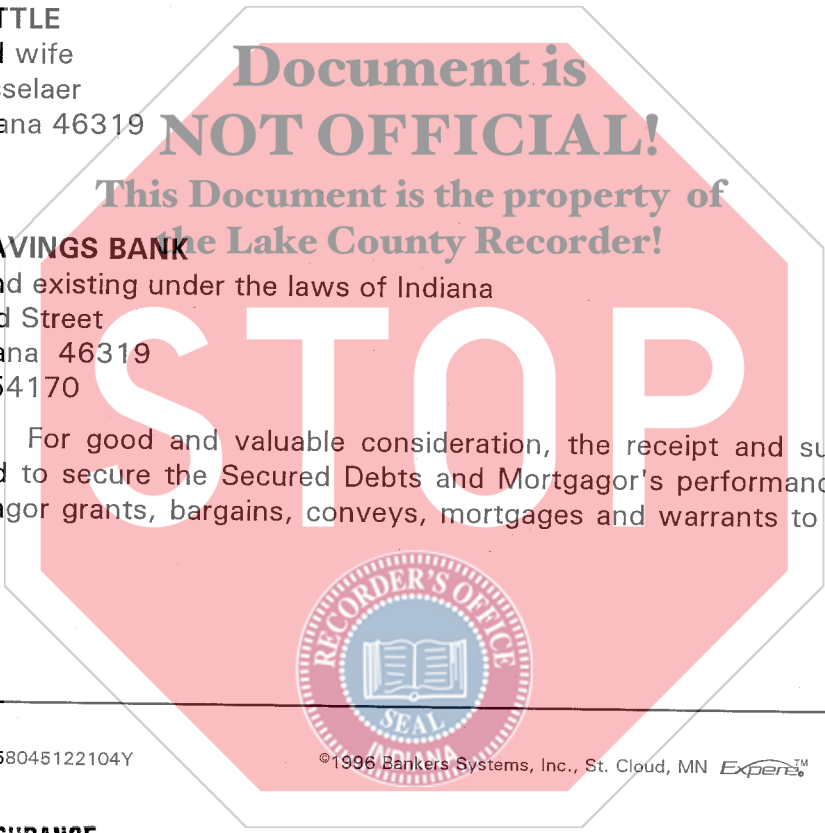 TTLE
wife
sselaer
ana 46319
Document is
NOT OFFICIAL!
This Document is the property of
the Lake County Recorder!
AVINGS BANK
nd existing under the laws of Indiana
d Street
ana 46319
54170
STOP
For good and valuable consideration, the receipt and su
d to secure the Secured Debts and Mortgagor's performanc
agor grants, bargains, conveys, mortgages and warrants to
RECORDER'S OFFICE
SEAL
INDIANA
58045122104Y
©1996 Bankers Systems, Inc., St. Cloud, MN Expere™